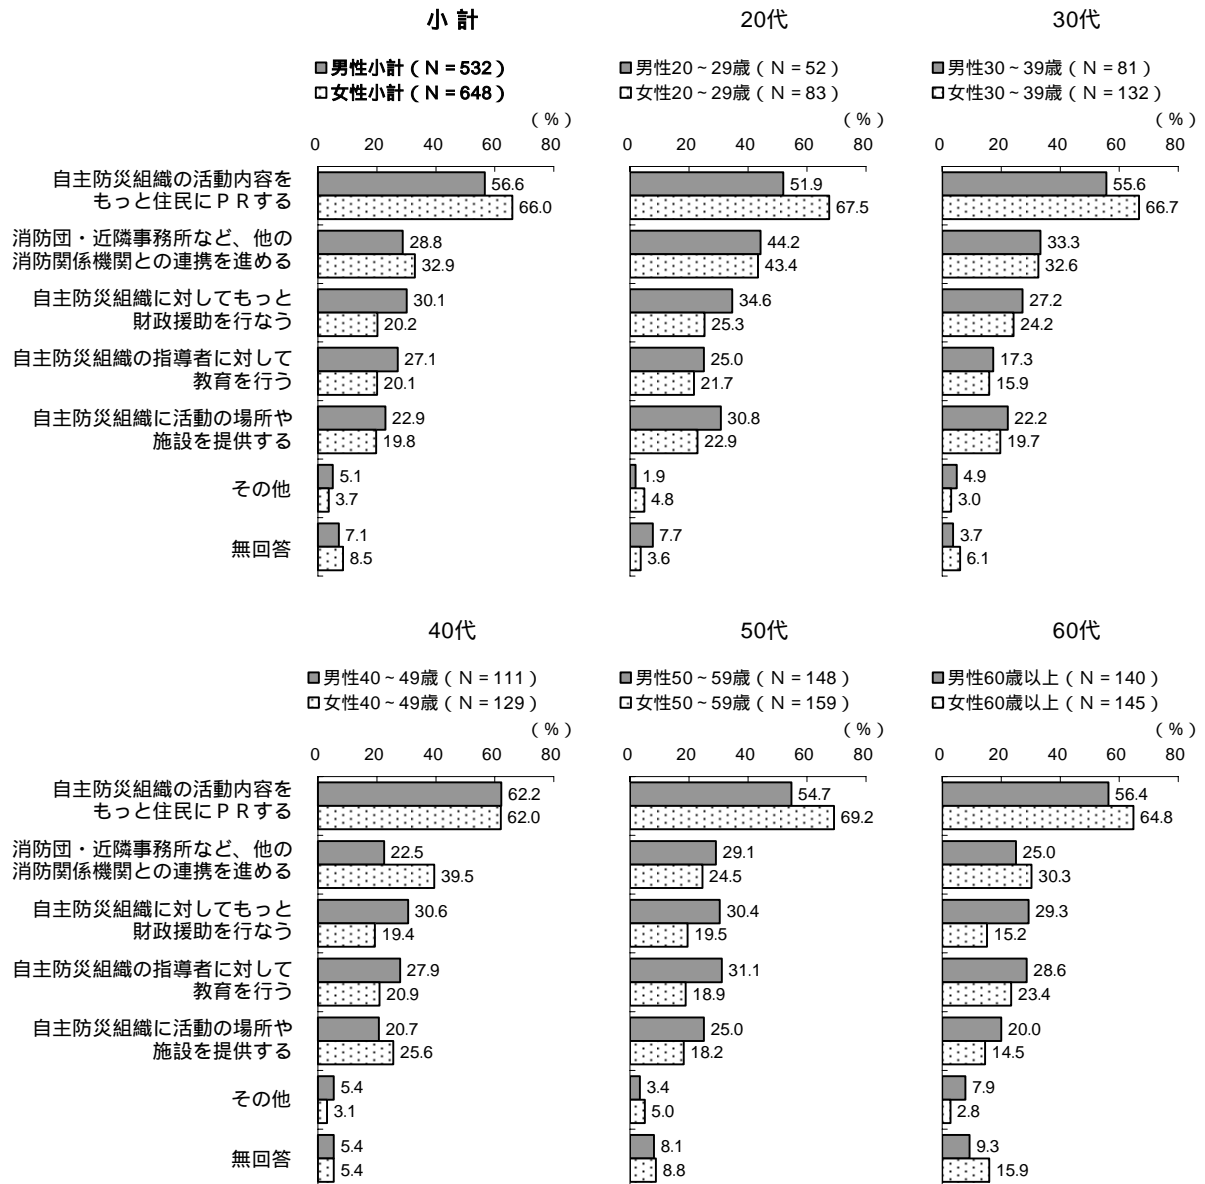 小 計
■男性小計（Ｎ＝532）
□女性小計（Ｎ＝648）
（％）
0 20 40 60 80
自主防災組織の活動内容を
もっと住民にＰＲする
56.6
66.0
消防団・近隣事務所など、他の
消防関係機関との連携を進める
28.8
32.9
自主防災組織に対してもっと
財政援助を行なう
30.1
20.2
自主防災組織の指導者に対して
教育を行う
27.1
20.1
自主防災組織に活動の場所や
施設を提供する
22.9
19.8
その他
5.1
3.7
無回答
7.1
8.5
20代
■男性20～29歳（Ｎ＝52）
□女性20～29歳（Ｎ＝83）
（％）
0 20 40 60 80
51.9
67.5
44.2
43.4
34.6
25.3
25.0
21.7
30.8
22.9
1.9
4.8
7.7
3.6
30代
■男性30～39歳（Ｎ＝81）
□女性30～39歳（Ｎ＝132）
（％）
0 20 40 60 80
55.6
66.7
33.3
32.6
27.2
24.2
17.3
15.9
22.2
19.7
4.9
3.0
3.7
6.1
40代
■男性40～49歳（Ｎ＝111）
□女性40～49歳（Ｎ＝129）
（％）
0 20 40 60 80
自主防災組織の活動内容を
もっと住民にＰＲする
62.2
62.0
消防団・近隣事務所など、他の
消防関係機関との連携を進める
22.5
39.5
自主防災組織に対してもっと
財政援助を行なう
30.6
19.4
自主防災組織の指導者に対して
教育を行う
27.9
20.9
自主防災組織に活動の場所や
施設を提供する
20.7
25.6
その他
5.4
3.1
無回答
5.4
5.4
50代
■男性50～59歳（Ｎ＝148）
□女性50～59歳（Ｎ＝159）
（％）
0 20 40 60 80
54.7
69.2
29.1
24.5
30.4
19.5
31.1
18.9
25.0
18.2
3.4
5.0
8.1
8.8
60代
■男性60歳以上（Ｎ＝140）
□女性60歳以上（Ｎ＝145）
（％）
0 20 40 60 80
56.4
64.8
25.0
30.3
29.3
15.2
28.6
23.4
20.0
14.5
7.9
2.8
9.3
15.9